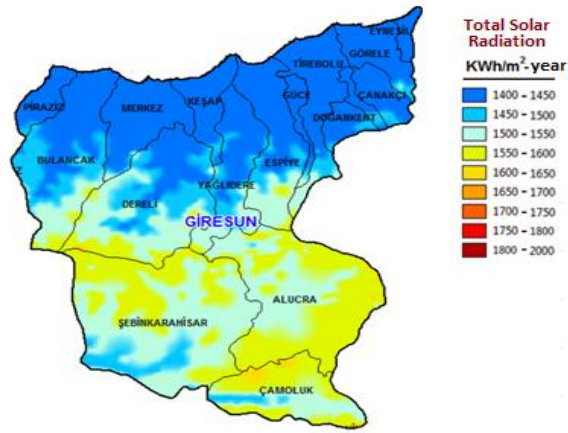 Total Solar
Radiation
KWh/m²-year
1400 - 1450
1450 - 1500
1500 - 1550
1550 - 1600
1600 - 1650
1650 - 1700
1700 - 1750
1750 - 1800
1800 - 2000
EYNESİL
GÖRELE
TİREBOLU
ÇANAKÇI
GÜCE
KEŞAP
PİRAZİZ
MERKEZ
DOĞANKENT
BULANCAK
ESPİYE
YAĞLIDERE
Z
DERELİ
GİRESUN
ALUCRA
ŞEBİNKARAHİSAR
ÇAMOLUK